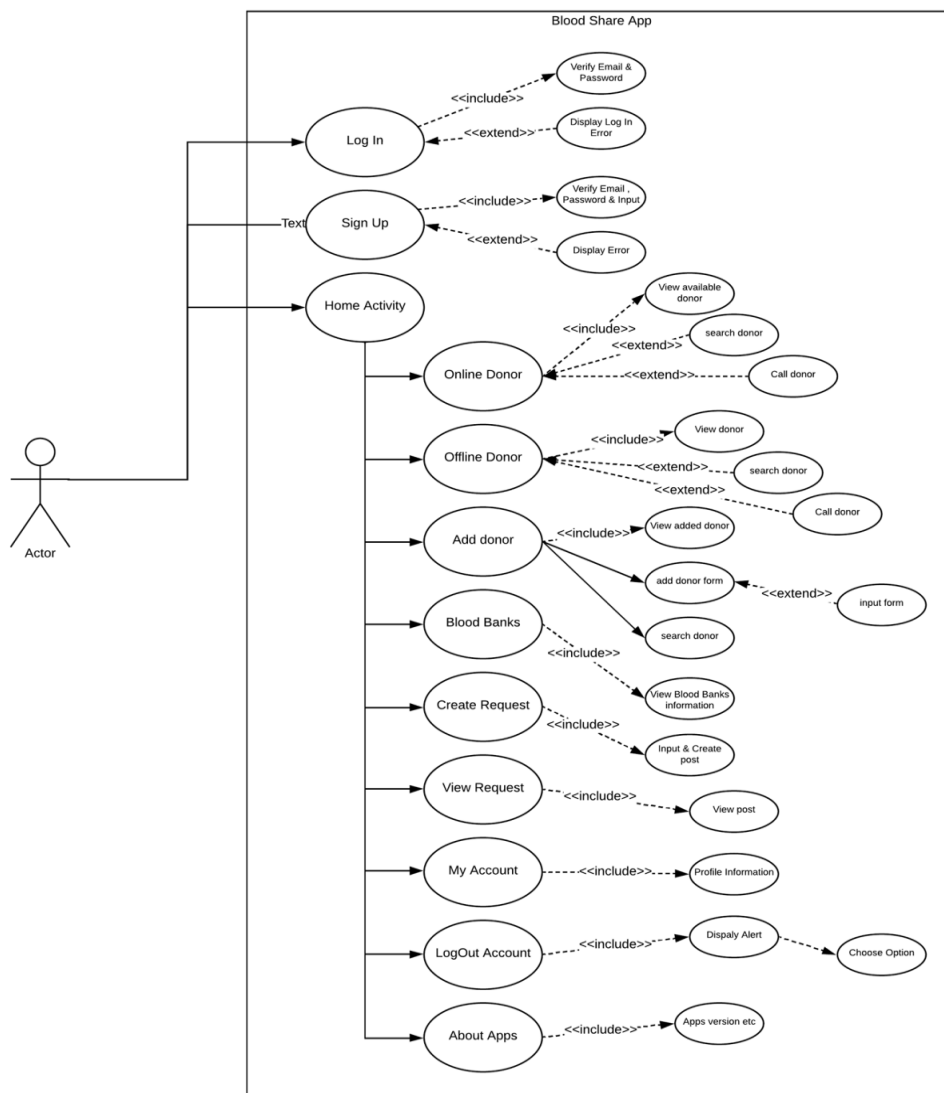 Blood Share App
Verify Email &
Password
<<include>>
Display Log In
Error
<<extend>>
Log In
Verify Email ,
Password & Input
<<include>>
Text
Sign Up
<<extend>>
Display Error
Home Activity
View available
donor
<<include>>
search donor
<<extend>>
Online Donor
<<extend>>
Call donor
View donor
<<include>>
Offline Donor
<<extend>>
search donor
<<extend>>
Call donor
View added donor
<<include>>
Add donor
add donor form
<<extend>>
input form
search donor
Blood Banks
<<include>>
View Blood Banks
information
Create Request
<<include>>
Input & Create
post
View Request
<<include>>
View post
My Account
<<include>>
Profile Information
LogOut Account
<<include>>
Dispaly Alert
Choose Option
About Apps
<<include>>
Apps version etc
Actor